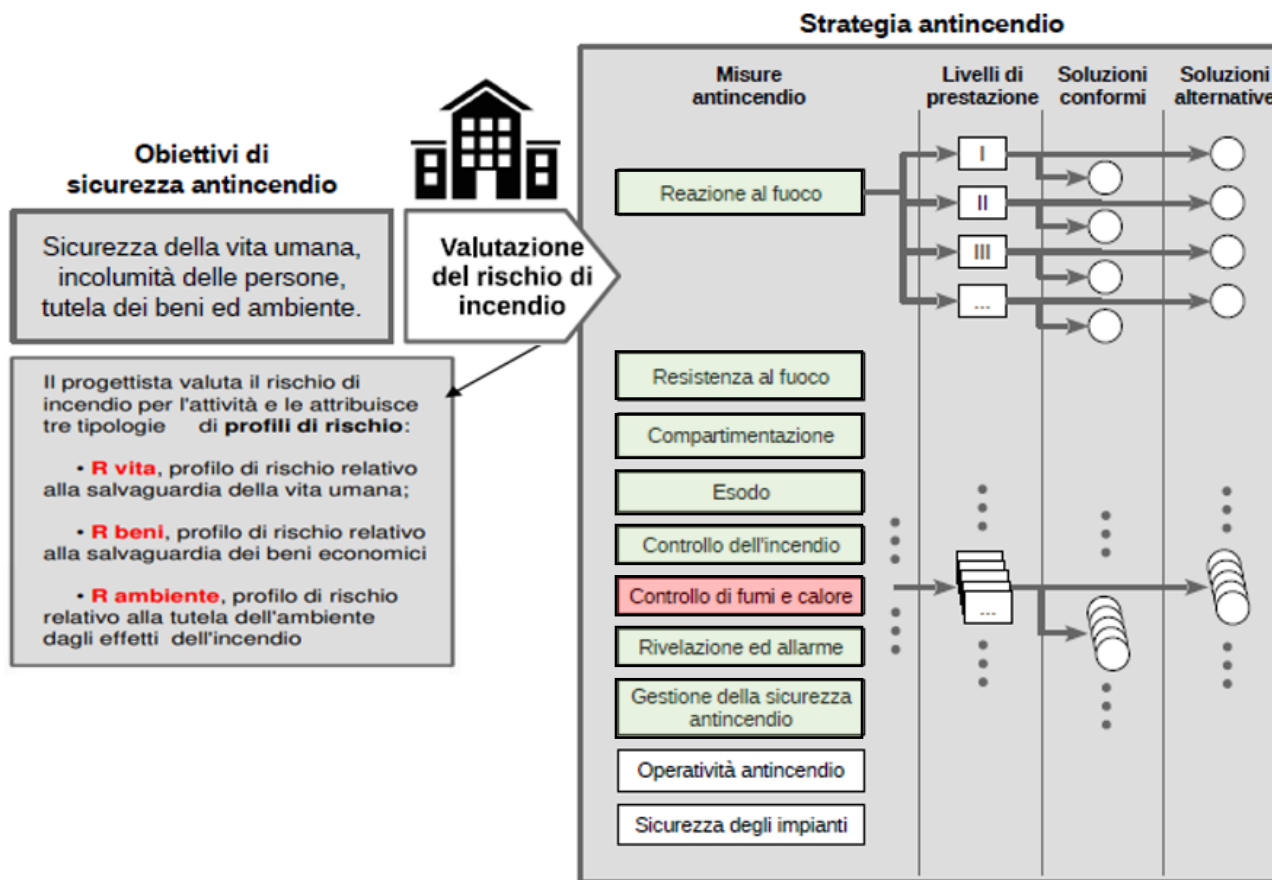 Strategia antincendio
Obiettivi di
sicurezza antincendio
Sicurezza della vita umana,
incolumità delle persone,
tutela dei beni ed ambiente.
Valutazione
del rischio di
incendio
Il progettista valuta il rischio di
incendio per l'attività e le attribuisce
tre tipologie di profili di rischio:
• R vita, profilo di rischio relativo
alla salvaguardia della vita umana;
• R beni, profilo di rischio relativo
alla salvaguardia dei beni economici
• R ambiente, profilo di rischio
relativo alla tutela dell'ambiente
dagli effetti dell'incendio
Misure
antincendio
Livelli di
prestazione
Soluzioni
conformi
Soluzioni
alternative
Reazione al fuoco
I
II
III
...
Resistenza al fuoco
Compartimentazione
Esodo
Controllo dell'incendio
Controllo di fumi e calore
...
Rivelazione ed allarme
Gestione della sicurezza
antincendio
Operatività antincendio
Sicurezza degli impianti